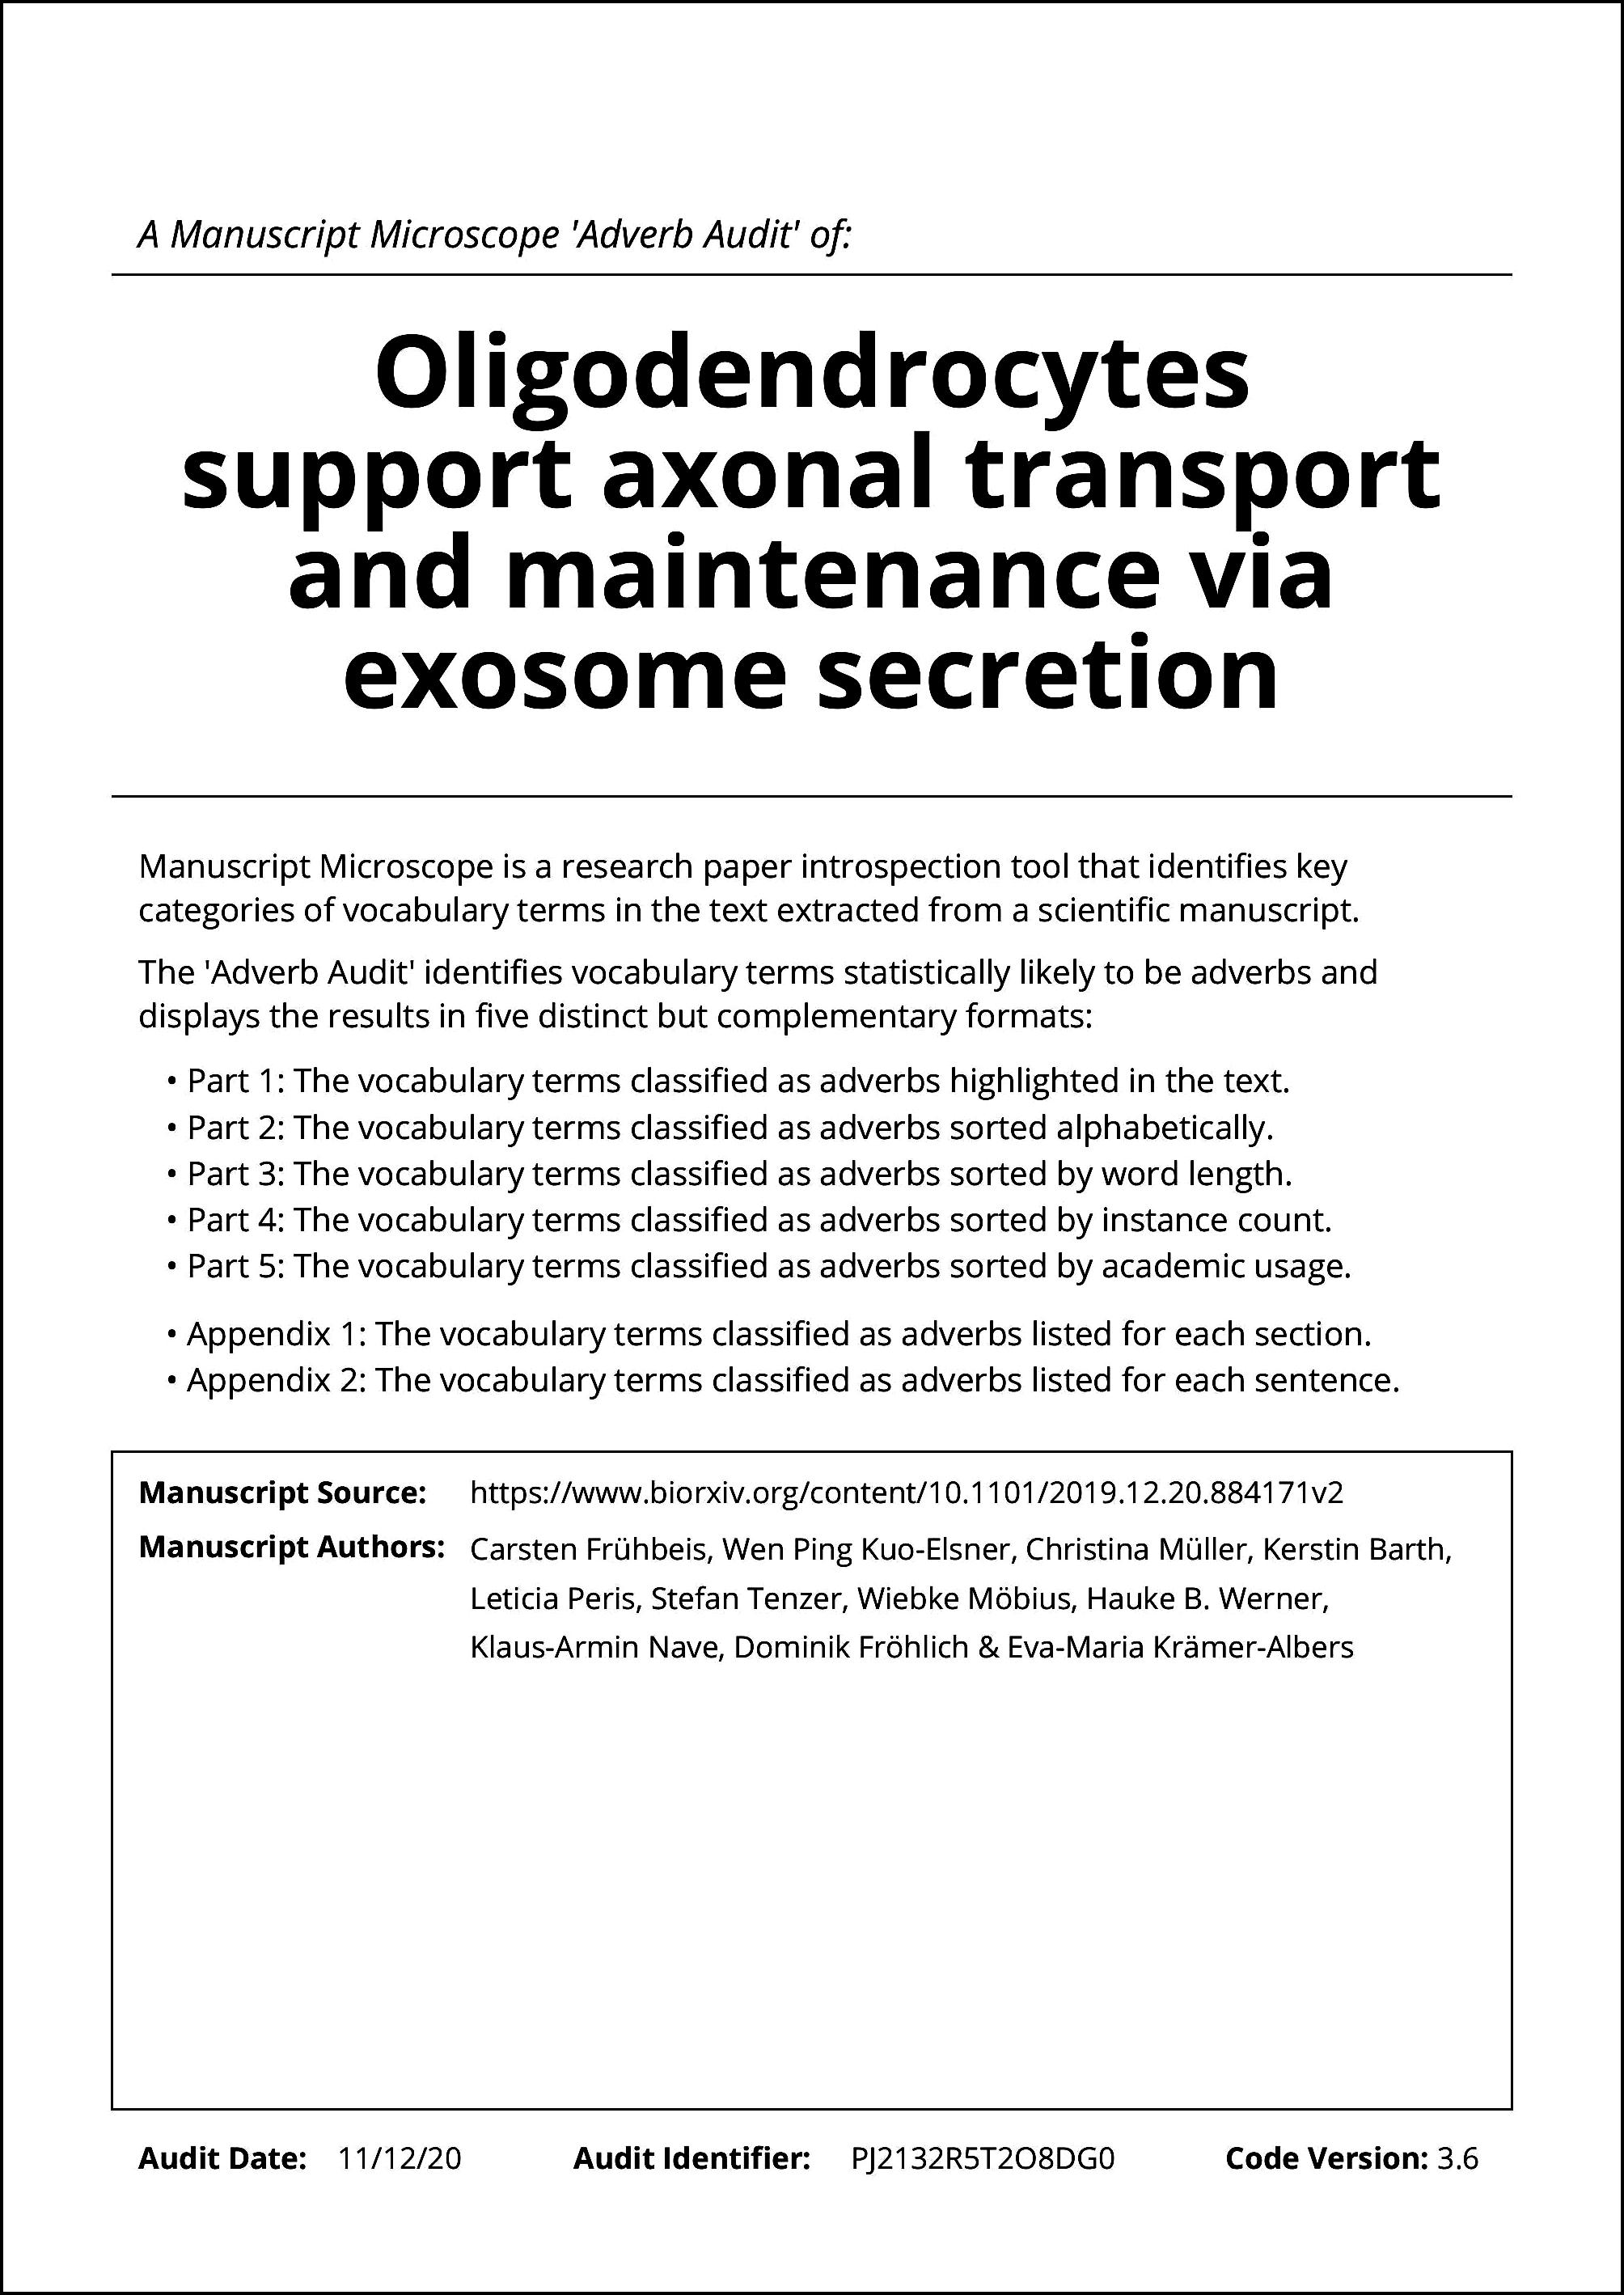 A Manuscript Microscope 'Adverb Audit' of:
Oligodendrocytes
support axonal transport
and maintenance via
exosome secretion
Manuscript Microscope is a research paper introspection tool that identifies key
categories of vocabulary terms in the text extracted from a scientific manuscript.
The 'Adverb Audit' identifies vocabulary terms statistically likely to be adverbs and
displays the results in five distinct but complementary formats:
• Part 1: The vocabulary terms classified as adverbs highlighted in the text.
• Part 2: The vocabulary terms classified as adverbs sorted alphabetically.
• Part 3: The vocabulary terms classified as adverbs sorted by word length.
• Part 4: The vocabulary terms classified as adverbs sorted by instance count.
• Part 5: The vocabulary terms classified as adverbs sorted by academic usage.
• Appendix 1: The vocabulary terms classified as adverbs listed for each section.
• Appendix 2: The vocabulary terms classified as adverbs listed for each sentence.
Manuscript Source: https://www.biorxiv.org/content/10.1101/2019.12.20.884171v2
Manuscript Authors: Carsten Frühbeis, Wen Ping Kuo-Elsner, Christina Müller, Kerstin Barth,
Leticia Peris, Stefan Tenzer, Wiebke Möbius, Hauke B. Werner,
Klaus-Armin Nave, Dominik Fröhlich & Eva-Maria Krämer-Albers
Audit Date: 11/12/20 Audit Identifier: PJ2132R5T2O8DG0 Code Version: 3.6